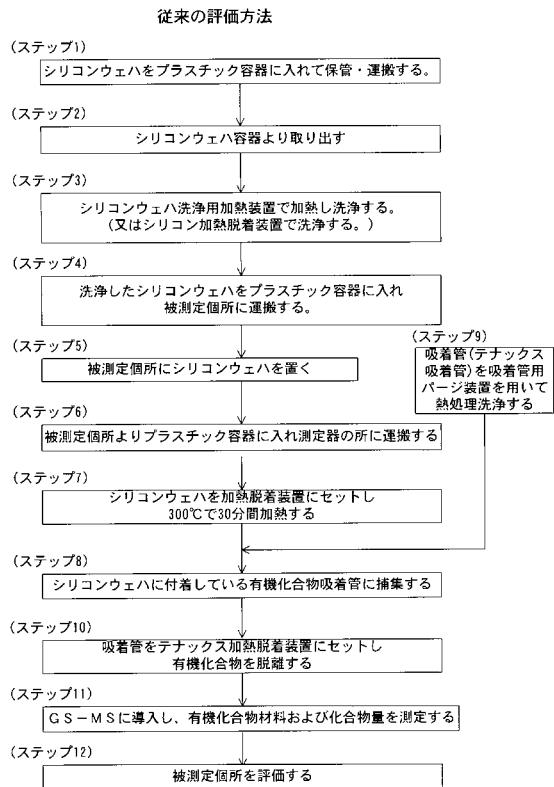 従来の評価方法
(ステップ1)
シリコンウェハをプラスチック容器に入れて保管・運搬する。
(ステップ2)
シリコンウェハ容器より取り出す
(ステップ3)
シリコンウェハ洗浄用加熱装置で加熱し洗浄する。
(又はシリコン加熱脱着装置で洗浄する。)
(ステップ4)
洗浄したシリコンウェハをプラスチック容器に入れ
被測定個所に運搬する。
(ステップ5)
被測定個所にシリコンウェハを置く
(ステップ9)
吸着管(テナックス
吸着管)を吸着管用
パージ装置を用いて
熱処理洗浄する
(ステップ6)
被測定個所よりプラスチック容器に入れ測定器の所に運搬する
(ステップ7)
シリコンウェハを加熱脱着装置にセットし
300℃で30分間加熱する
(ステップ8)
シリコンウェハに付着している有機化合物吸着管に捕集する
(ステップ10)
吸着管をテナックス加熱脱着装置にセットし
有機化合物を脱離する
(ステップ11)
GS-MSに導入し、有機化合物材料および化合物量を測定する
(ステップ12)
被測定個所を評価する